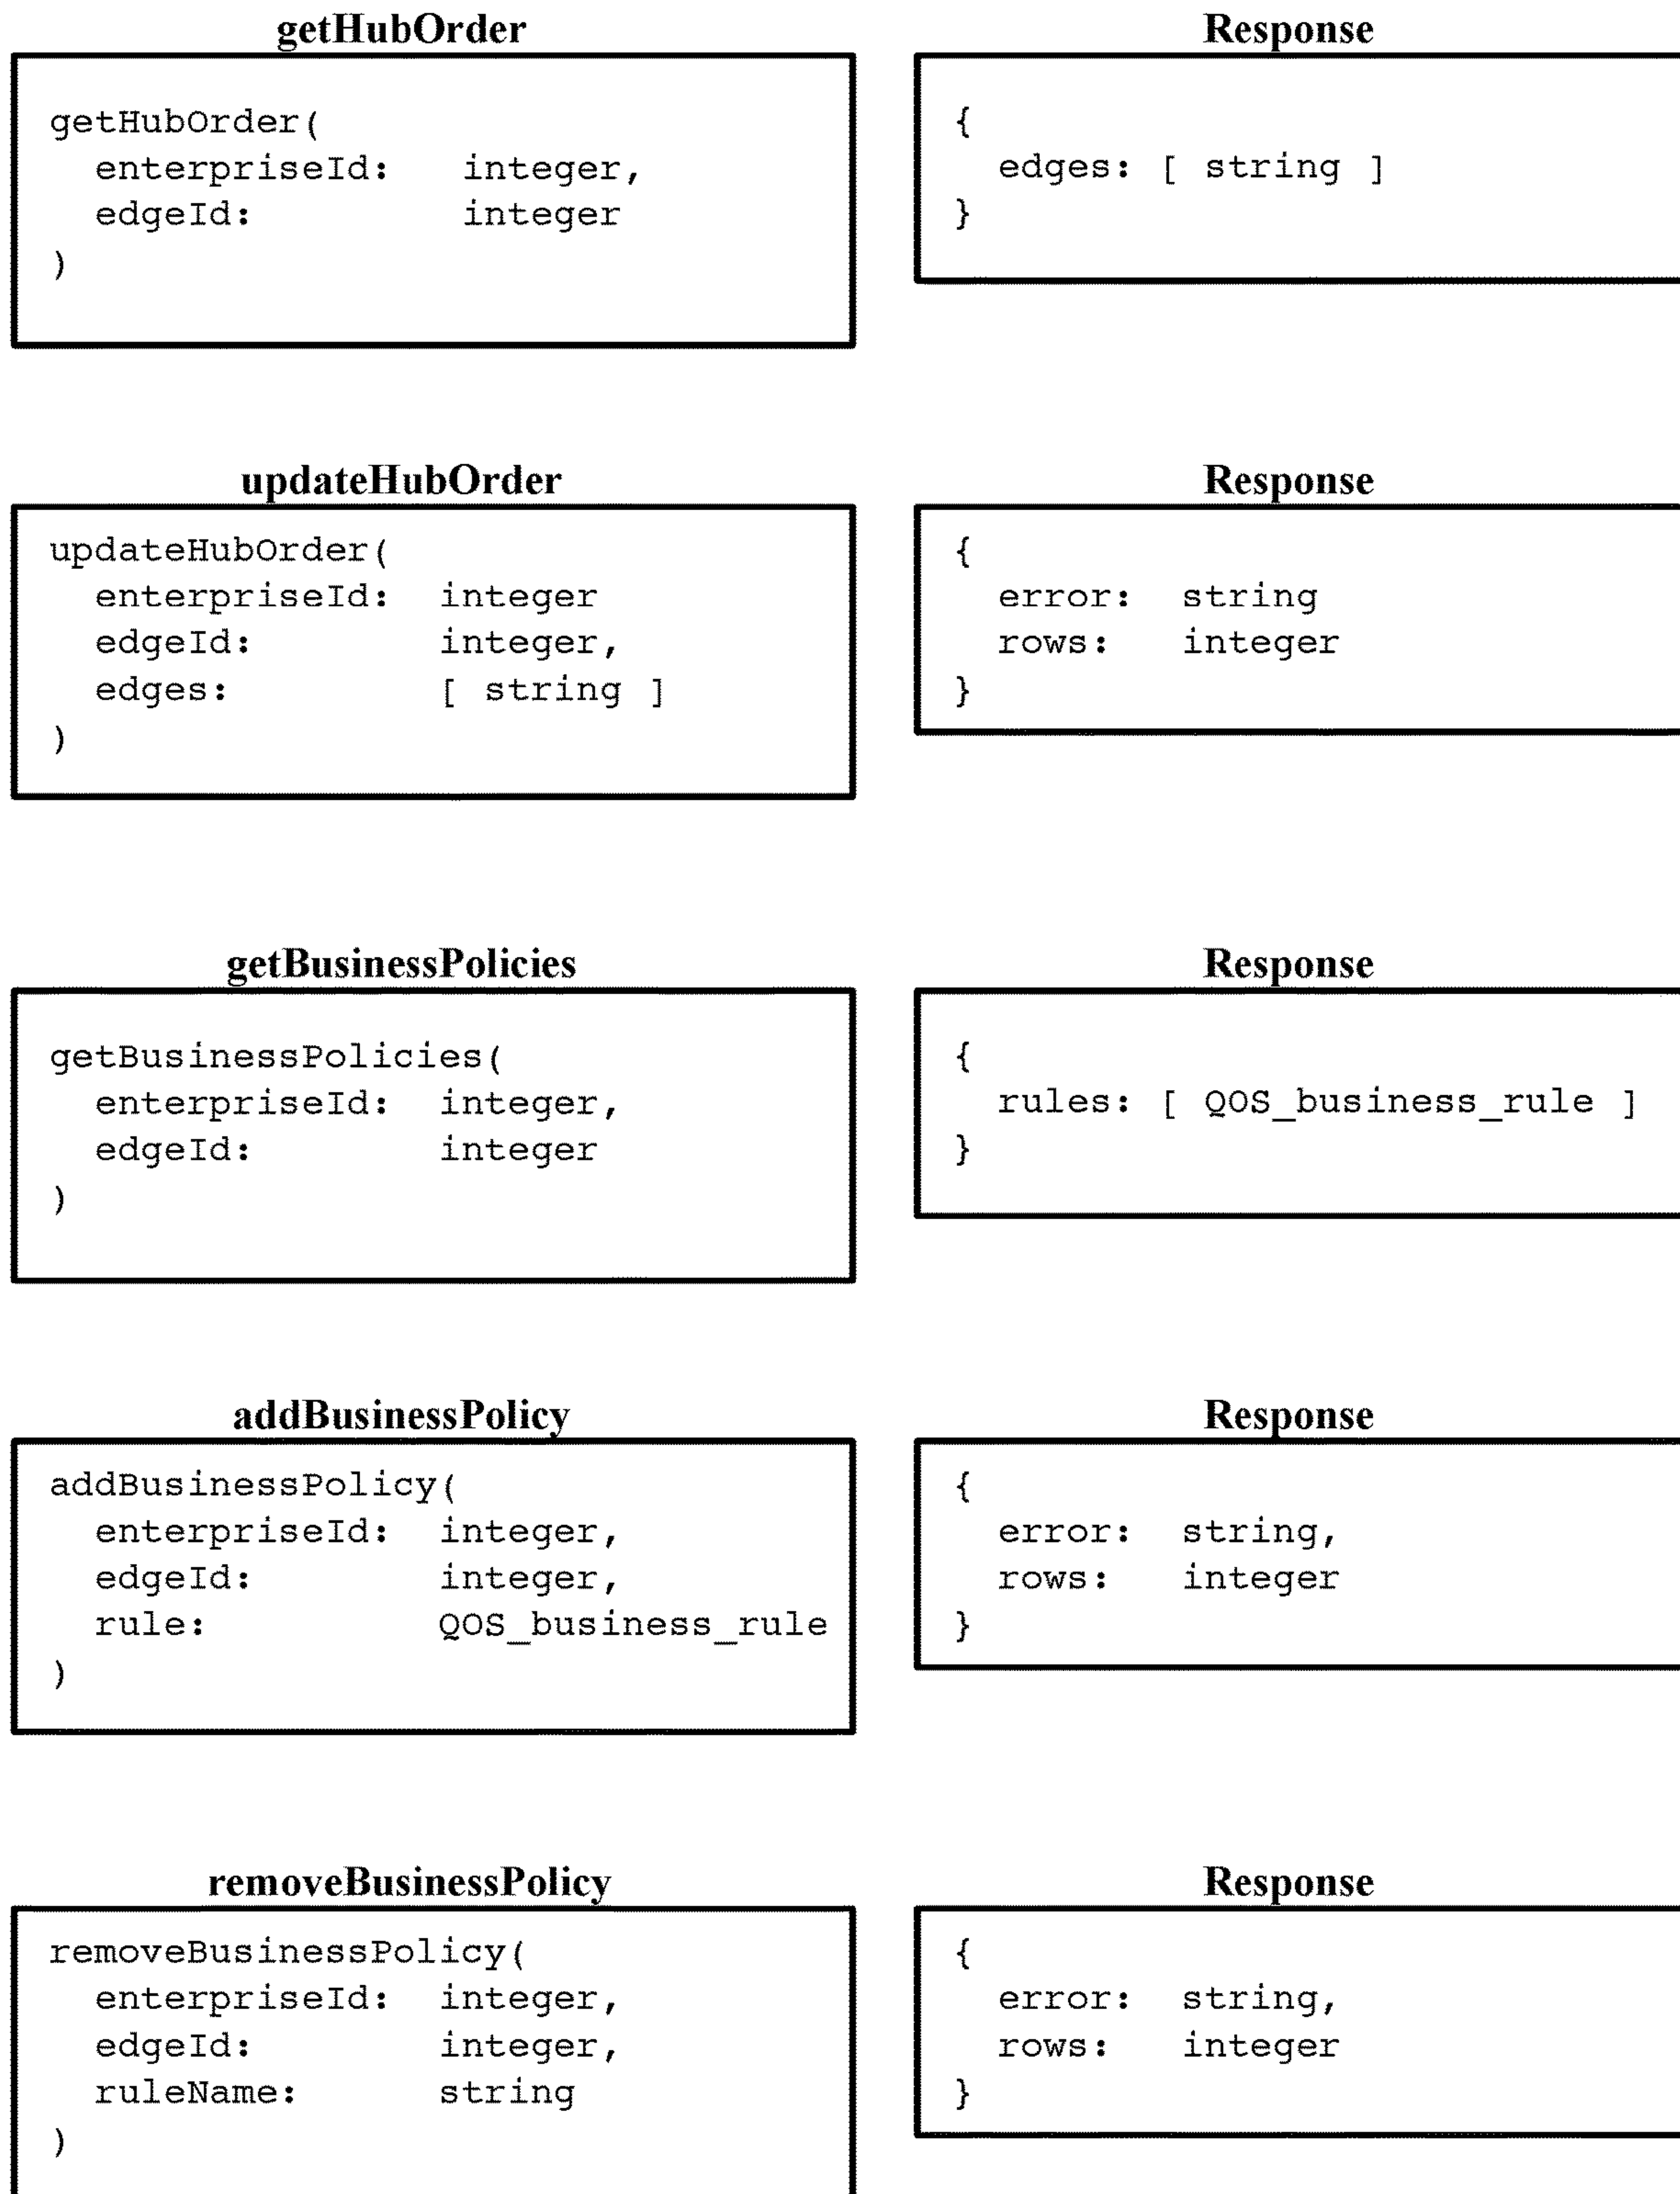 getHubOrder
getHubOrder(
  enterpriseId:   integer,
  edgeId:         integer
)
Response
{
  edges: [ string ]
}
updateHubOrder
updateHubOrder(
  enterpriseId:  integer
  edgeId:        integer,
  edges:         [ string ]
)
Response
{
  error:  string
  rows:   integer
}
getBusinessPolicies
getBusinessPolicies(
  enterpriseId:  integer,
  edgeId:        integer
)
Response
{
  rules: [ QOS_business_rule ]
}
addBusinessPolicy
addBusinessPolicy(
  enterpriseId:  integer,
  edgeId:        integer,
  rule:          QOS_business_rule
)
Response
{
  error:  string,
  rows:   integer
}
removeBusinessPolicy
removeBusinessPolicy(
  enterpriseId:  integer,
  edgeId:        integer,
  ruleName:      string
)
Response
{
  error:  string,
  rows:   integer
}